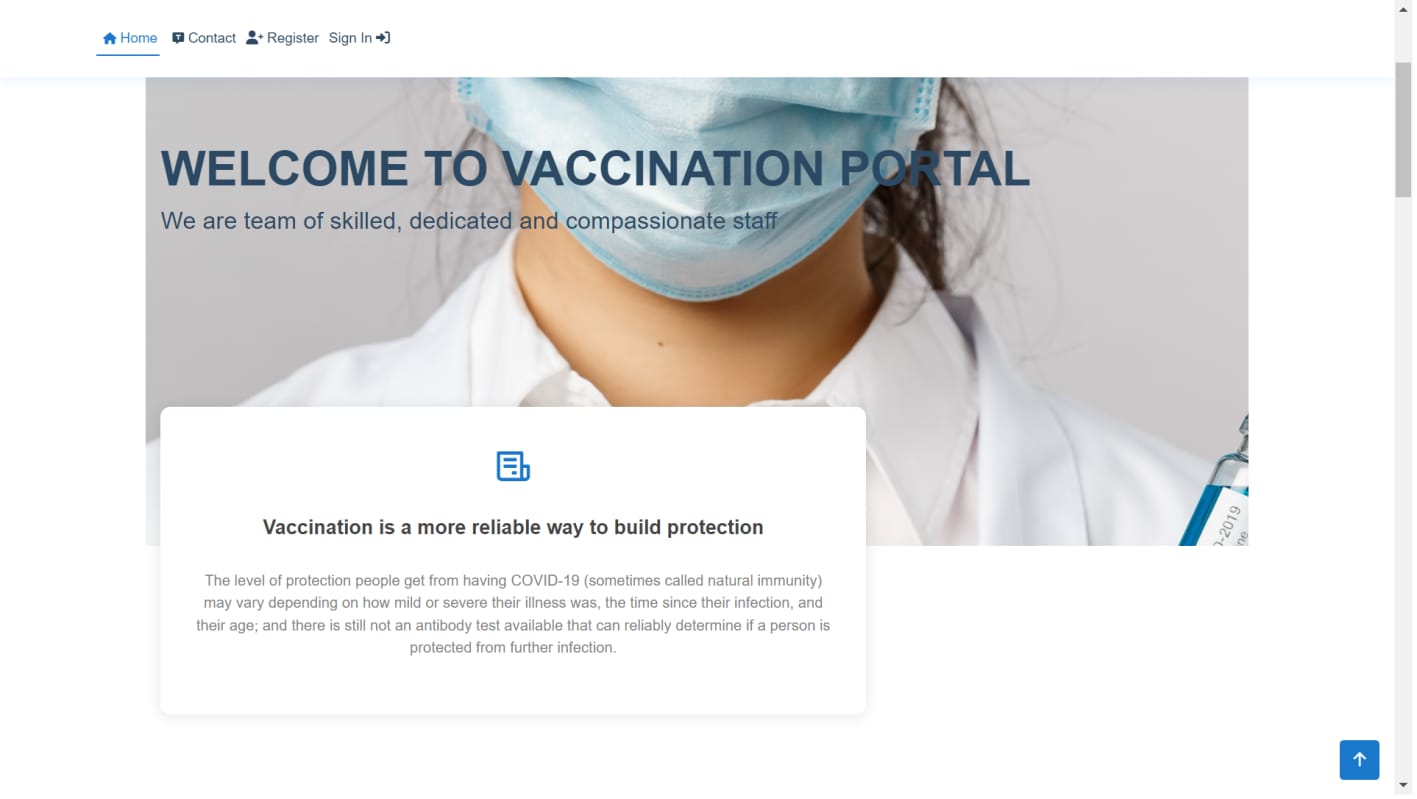 Home Contact Register Sign In
WELCOME TO VACCINATION PORTAL
We are team of skilled, dedicated and compassionate staff
Vaccination is a more reliable way to build protection
The level of protection people get from having COVID-19 (sometimes called natural immunity)
may vary depending on how mild or severe their illness was, the time since their infection, and
their age; and there is still not an antibody test available that can reliably determine if a person is
protected from further infection.
D-2019
ine